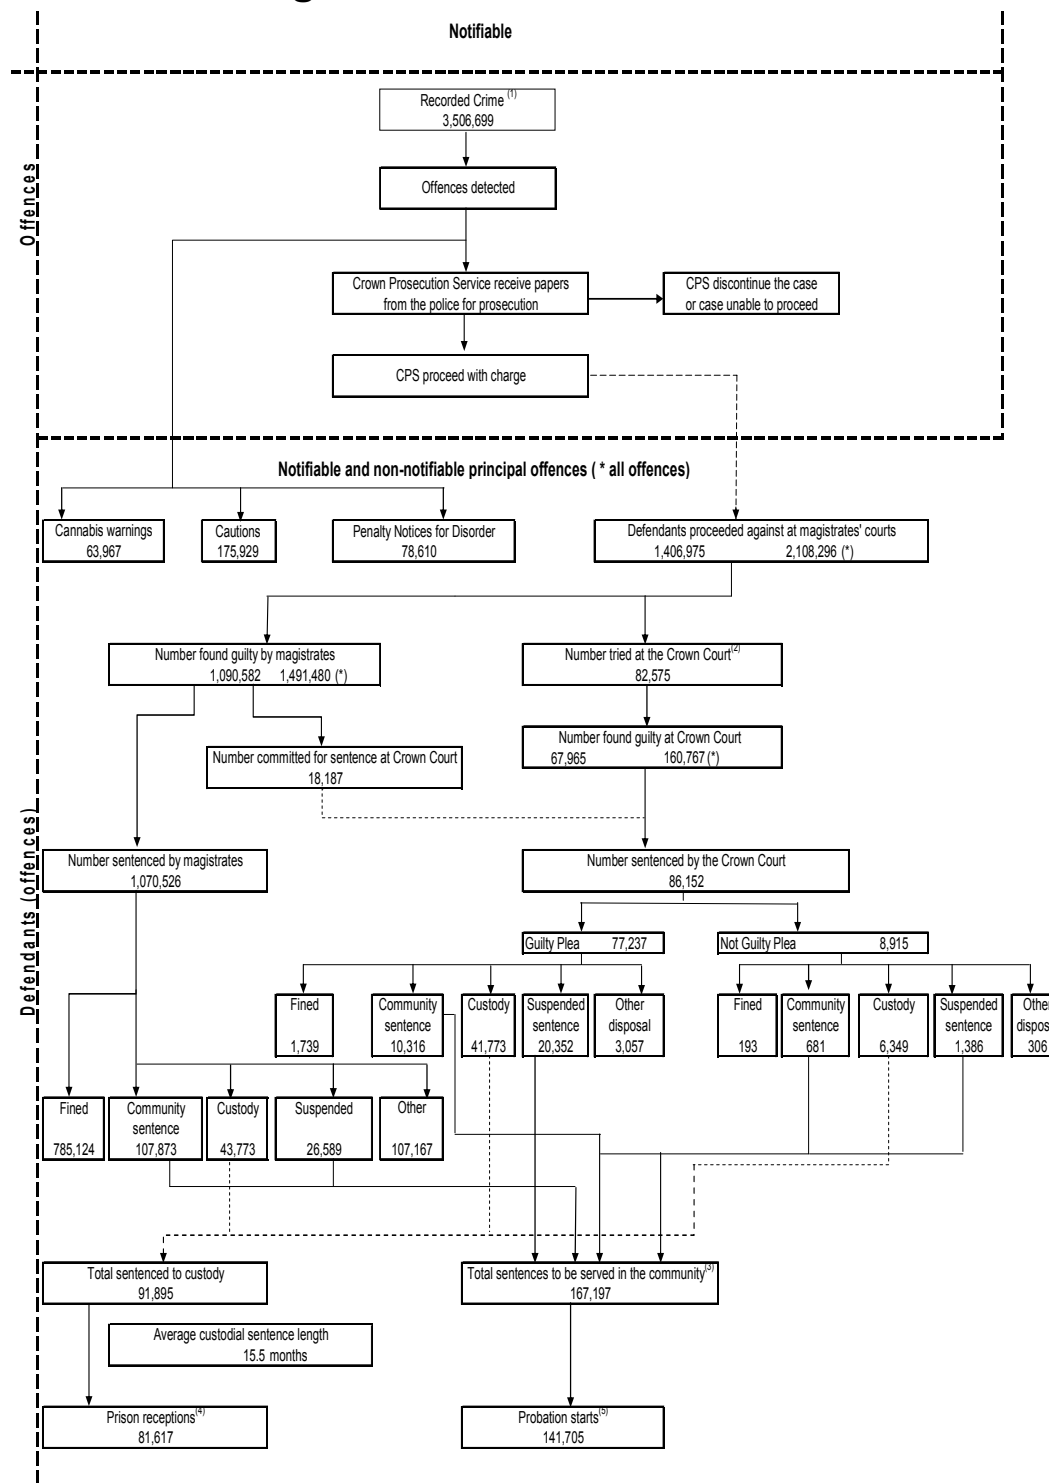 Notifiable
Offences
Recorded Crime (1)
3,506,699
Offences detected
Crown Prosecution Service receive papers
from the police for prosecution
CPS discontinue the case
or case unable to proceed
CPS proceed with charge
Notifiable and non-notifiable principal offences ( * all offences)
Defendants (offences)
Cannabis warnings
63,967
Cautions
175,929
Penalty Notices for Disorder
78,610
Defendants proceeded against at magistrates' courts
1,406,975 2,108,296 (*)
Number found guilty by magistrates
1,090,582 1,491,480 (*)
Number tried at the Crown Court(2)
82,575
Number found guilty at Crown Court
67,965 160,767 (*)
Number committed for sentence at Crown Court
18,187
Number sentenced by magistrates
1,070,526
Number sentenced by the Crown Court
86,152
Guilty Plea 77,237
Not Guilty Plea 8,915
Fined
1,739
Community
sentence
10,316
Custody
41,773
Suspended
sentence
20,352
Other
disposal
3,057
Fined
193
Community
sentence
681
Custody
6,349
Suspended
sentence
1,386
Other
dispos
306
Fined
785,124
Community
sentence
107,873
Custody
43,773
Suspended
26,589
Other
107,167
Total sentenced to custody
91,895
Total sentences to be served in the community(3)
167,197
Average custodial sentence length
15.5 months
Prison receptions(4)
81,617
Probation starts(5)
141,705